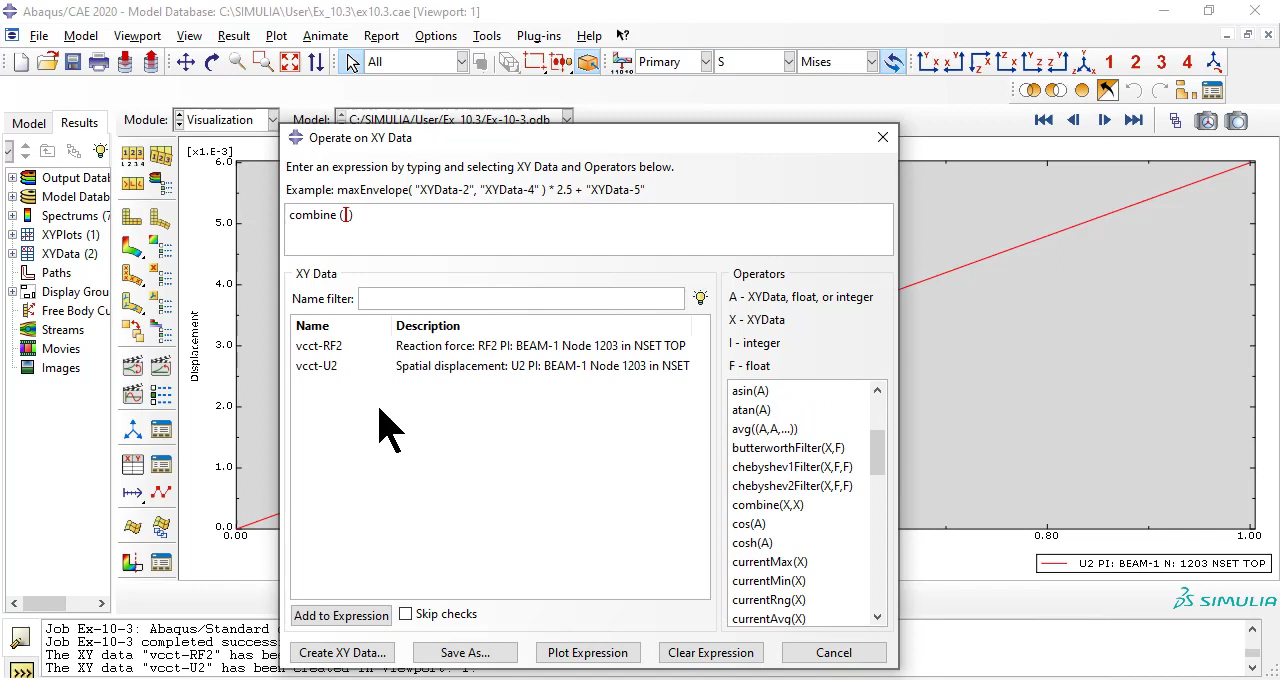 Abaqus/CAE 2020 - Model Database: C:\SIMULIA\User\Ex_10.3\ex10.3.cae [Viewport: 1]
File Model Viewport View Result Plot Animate Report Options Tools Plug-ins Help
All Primary S Mises 1 2 3 4
Model Results Module: Visualization Model: C:/SIMULIA/User/Ex_10.3/Ex-10-3.odb
Output Data
Model Datab
Spectrums (7
XYPlots (1)
XYData (2)
Paths
Display Grou
Free Body Cu
Streams
Movies
Images
[x1.E-3]
6.0
5.0
4.0
3.0
2.0
1.0
0.0
Displacement
0.00 0.80 1.00
U2 PI: BEAM-1 N: 1203 NSET TOP
SIMULIA
Operate on XY Data
Enter an expression by typing and selecting XY Data and Operators below.
Example: maxEnvelope( "XYData-2", "XYData-4" ) * 2.5 + "XYData-5"
combine ()
XY Data
Name filter:
Name Description
vcct-RF2 Reaction force: RF2 PI: BEAM-1 Node 1203 in NSET TOP
vcct-U2 Spatial displacement: U2 PI: BEAM-1 Node 1203 in NSET
Add to Expression Skip checks
Operators
A - XYData, float, or integer
X - XYData
I - integer
F - float
asin(A)
atan(A)
avg((A,A,...))
butterworthFilter(X,F)
chebyshev1Filter(X,F,F)
chebyshev2Filter(X,F,F)
combine(X,X)
cos(A)
cosh(A)
currentMax(X)
currentMin(X)
currentRng(X)
currentAvg(X)
Create XY Data... Save As... Plot Expression Clear Expression Cancel
Job Ex-10-3: Abaqus/Standard
Job Ex-10-3 completed success
The XY data "vcct-RF2" has be
The XY data "vcct-U2" has been created in viewport: 1.